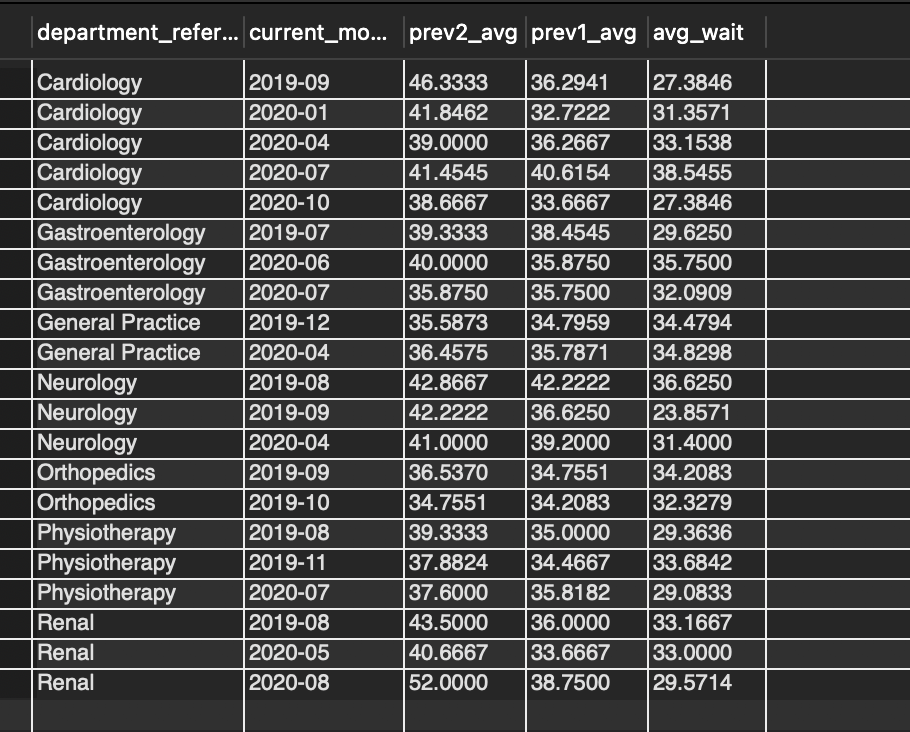 department_refer... current_mo... prev2_avg prev1_avg avg_wait
Cardiology 2019-09 46.3333 36.2941 27.3846
Cardiology 2020-01 41.8462 32.7222 31.3571
Cardiology 2020-04 39.0000 36.2667 33.1538
Cardiology 2020-07 41.4545 40.6154 38.5455
Cardiology 2020-10 38.6667 33.6667 27.3846
Gastroenterology 2019-07 39.3333 38.4545 29.6250
Gastroenterology 2020-06 40.0000 35.8750 35.7500
Gastroenterology 2020-07 35.8750 35.7500 32.0909
General Practice 2019-12 35.5873 34.7959 34.4794
General Practice 2020-04 36.4575 35.7871 34.8298
Neurology 2019-08 42.8667 42.2222 36.6250
Neurology 2019-09 42.2222 36.6250 23.8571
Neurology 2020-04 41.0000 39.2000 31.4000
Orthopedics 2019-09 36.5370 34.7551 34.2083
Orthopedics 2019-10 34.7551 34.2083 32.3279
Physiotherapy 2019-08 39.3333 35.0000 29.3636
Physiotherapy 2019-11 37.8824 34.4667 33.6842
Physiotherapy 2020-07 37.6000 35.8182 29.0833
Renal 2019-08 43.5000 36.0000 33.1667
Renal 2020-05 40.6667 33.6667 33.0000
Renal 2020-08 52.0000 38.7500 29.5714